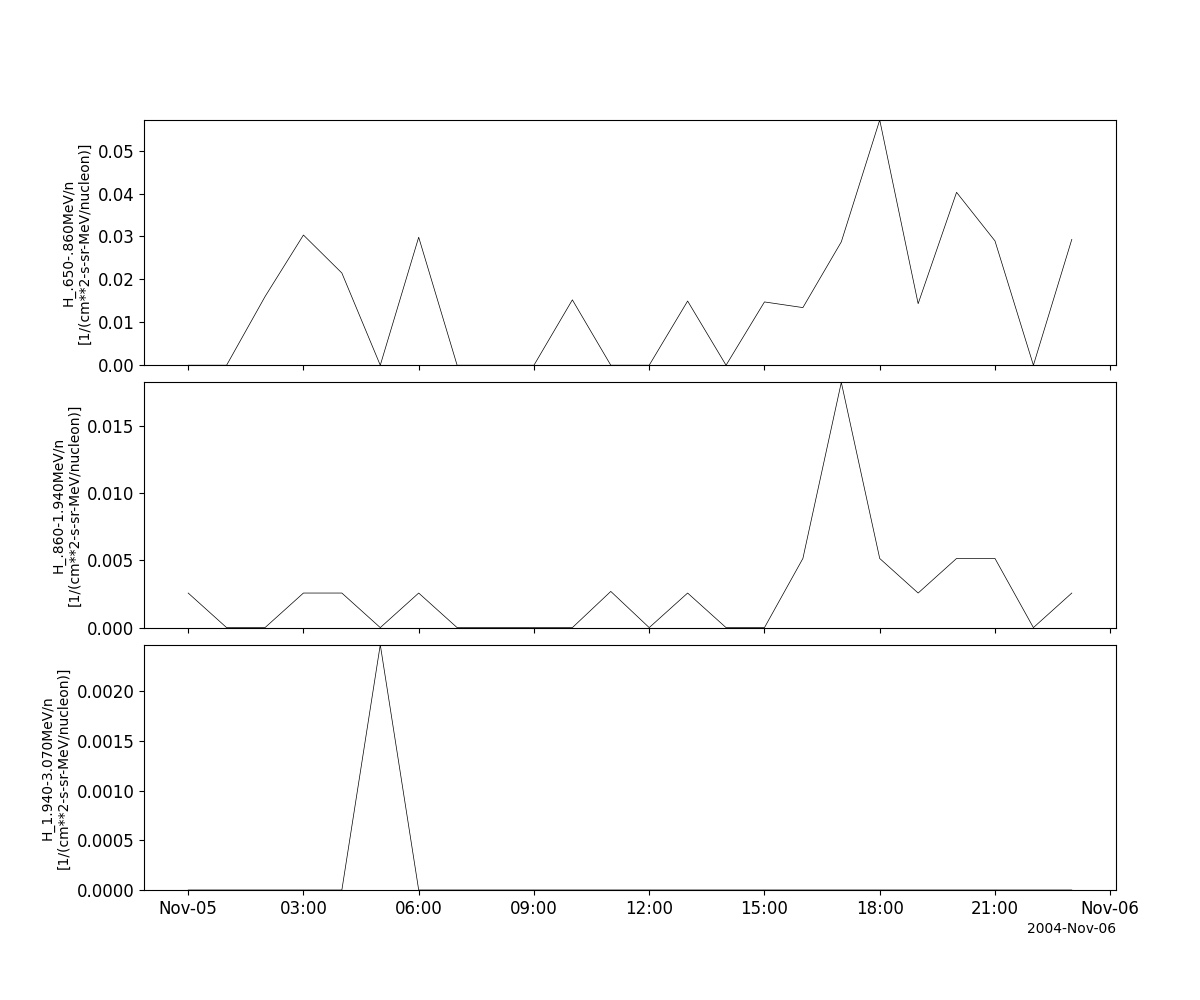 H_.650-.860MeV/n
[1/(cm**2-s-sr-MeV/nucleon)]
0.05
0.04
0.03
0.02
0.01
0.00
H_.860-1.940MeV/n
[1/(cm**2-s-sr-MeV/nucleon)]
0.015
0.010
0.005
0.000
H_1.940-3.070MeV/n
[1/(cm**2-s-sr-MeV/nucleon)]
0.0020
0.0015
0.0010
0.0005
0.0000
Nov-05 03:00 06:00 09:00 12:00 15:00 18:00 21:00 Nov-06
2004-Nov-06